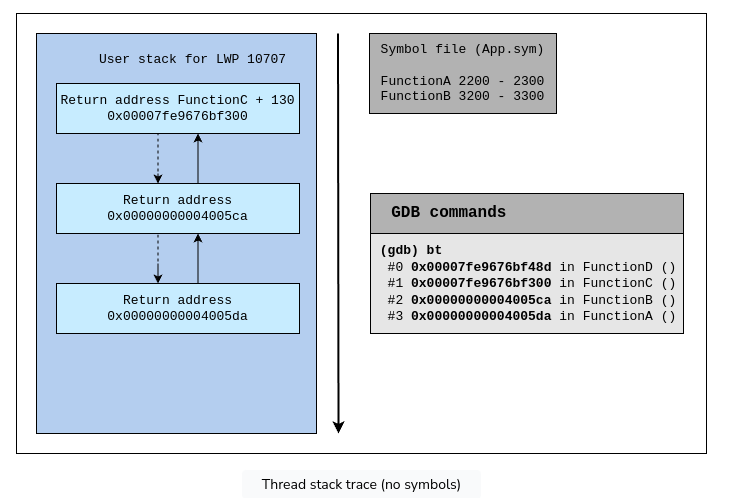 User stack for LWP 10707
Return address FunctionC + 130
0x00007fe9676bf300
Return address
0x00000000004005ca
Return address
0x00000000004005da
Symbol file (App.sym)
FunctionA 2200 - 2300
FunctionB 3200 - 3300
GDB commands
(gdb) bt
#0 0x00007fe9676bf48d in FunctionD ()
#1 0x00007fe9676bf300 in FunctionC ()
#2 0x00000000004005ca in FunctionB ()
#3 0x00000000004005da in FunctionA ()
Thread stack trace (no symbols)